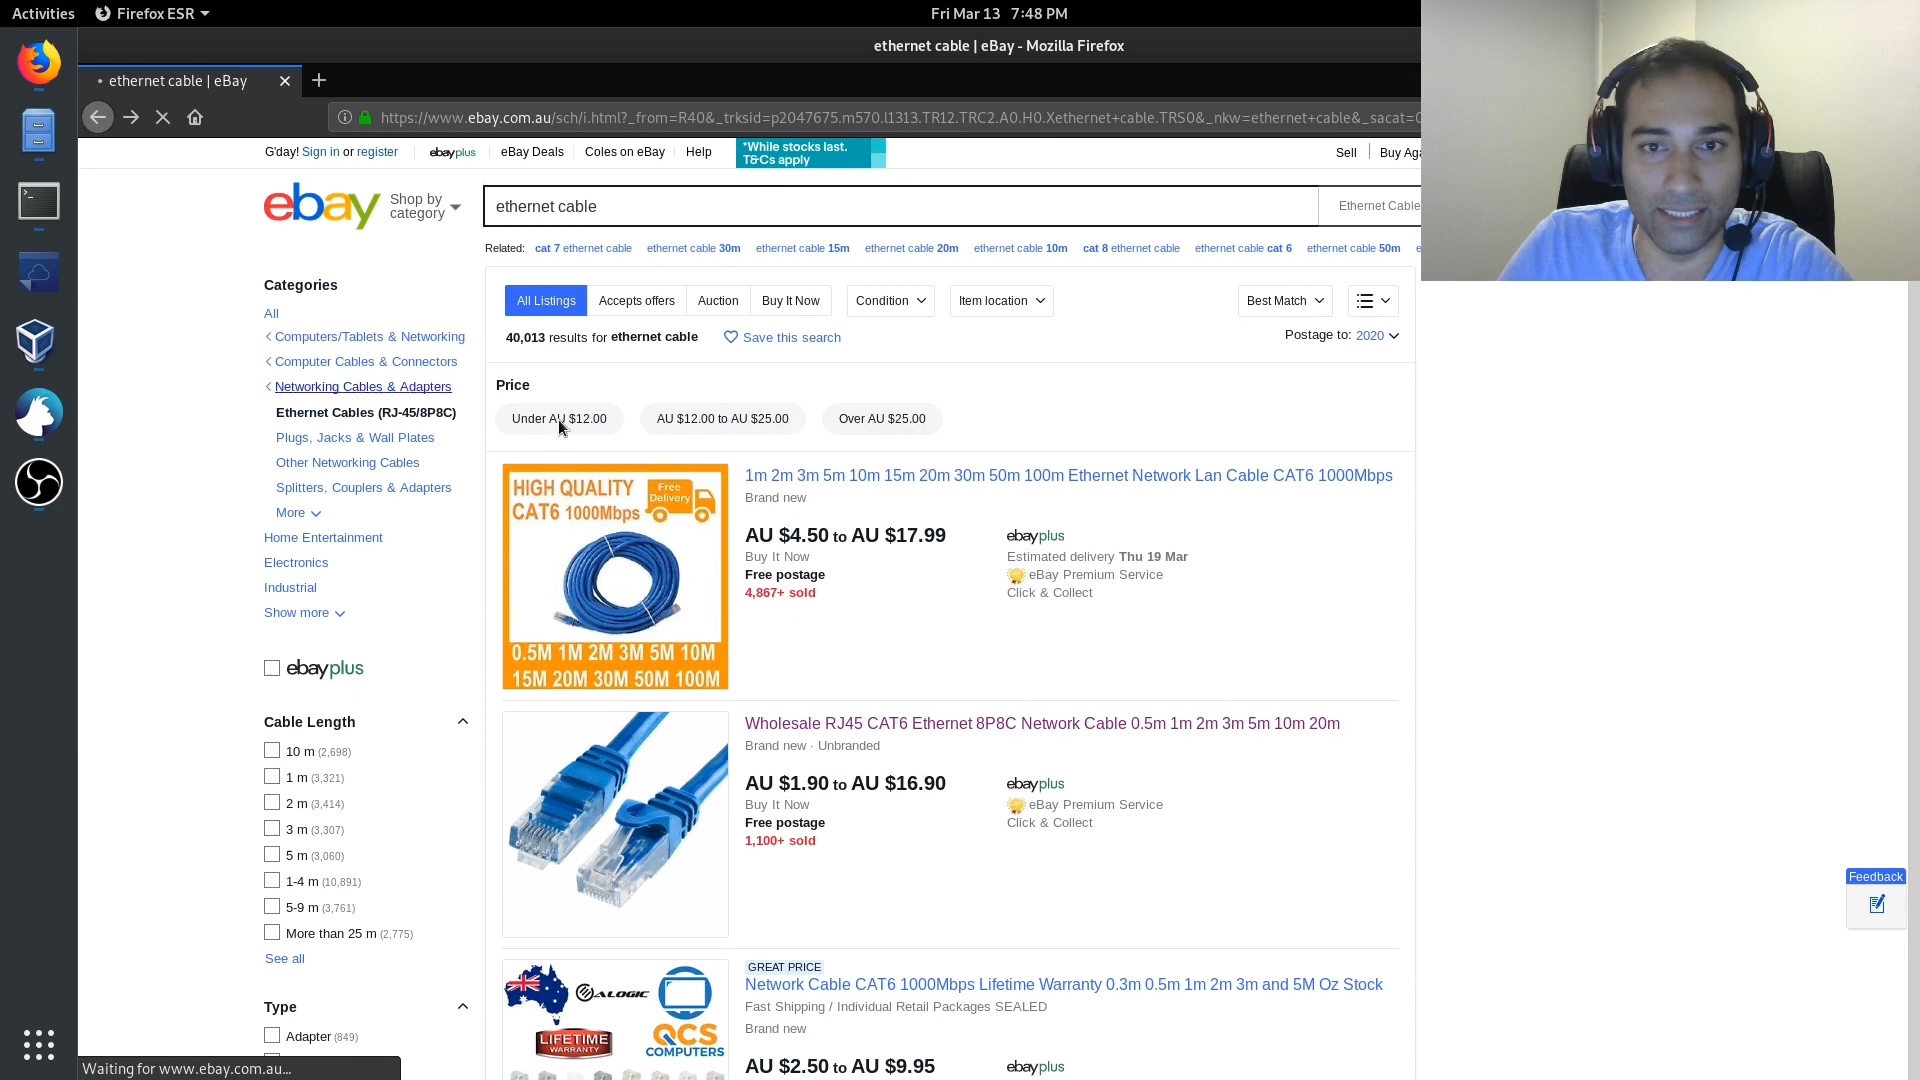 Activities
Firefox ESR
Fri Mar 13 7:48 PM
ethernet cable | eBay - Mozilla Firefox
ethernet cable | eBay
https://www.ebay.com.au/sch/i.html?_from=R40&_trksid=p2047675.m570.l1313.TR12.TRC2.A0.H0.Xethernet+cable.TRS0&_nkw=ethernet+cable&_sacat=0
G'day! Sign in or register
ebayplus
eBay Deals
Coles on eBay
Help
*While stocks last.
T&Cs apply
Sell
Buy Aga
ebay
Shop by
category
ethernet cable
Ethernet Cable
Related: cat 7 ethernet cable ethernet cable 30m ethernet cable 15m ethernet cable 20m ethernet cable 10m cat 8 ethernet cable ethernet cable cat 6 ethernet cable 50m e
Categories
All
Computers/Tablets & Networking
Computer Cables & Connectors
Networking Cables & Adapters
Ethernet Cables (RJ-45/8P8C)
Plugs, Jacks & Wall Plates
Other Networking Cables
Splitters, Couplers & Adapters
More
Home Entertainment
Electronics
Industrial
Show more
ebayplus
Cable Length
10 m (2,698)
1 m (3,321)
2 m (3,414)
3 m (3,307)
5 m (3,060)
1-4 m (10,891)
5-9 m (3,761)
More than 25 m (2,775)
See all
Type
Adapter (849)
All Listings
Accepts offers
Auction
Buy It Now
Condition
Item location
Best Match
40,013 results for ethernet cable
Save this search
Postage to: 2020
Price
Under AU $12.00
AU $12.00 to AU $25.00
Over AU $25.00
HIGH QUALITY
CAT6 1000Mbps
Free
Delivery
0.5M 1M 2M 3M 5M 10M
15M 20M 30M 50M 100M
1m 2m 3m 5m 10m 15m 20m 30m 50m 100m Ethernet Network Lan Cable CAT6 1000Mbps
Brand new
AU $4.50 to AU $17.99
Buy It Now
Free postage
4,867+ sold
ebayplus
Estimated delivery Thu 19 Mar
eBay Premium Service
Click & Collect
Wholesale RJ45 CAT6 Ethernet 8P8C Network Cable 0.5m 1m 2m 3m 5m 10m 20m
Brand new · Unbranded
AU $1.90 to AU $16.90
Buy It Now
Free postage
1,100+ sold
ebayplus
eBay Premium Service
Click & Collect
ALOGIC
LIFETIME
WARRANTY
QCS
COMPUTERS
GREAT PRICE
Network Cable CAT6 1000Mbps Lifetime Warranty 0.3m 0.5m 1m 2m 3m and 5M Oz Stock
Fast Shipping / Individual Retail Packages SEALED
Brand new
AU $2.50 to AU $9.95
ebayplus
Feedback
Waiting for www.ebay.com.au...